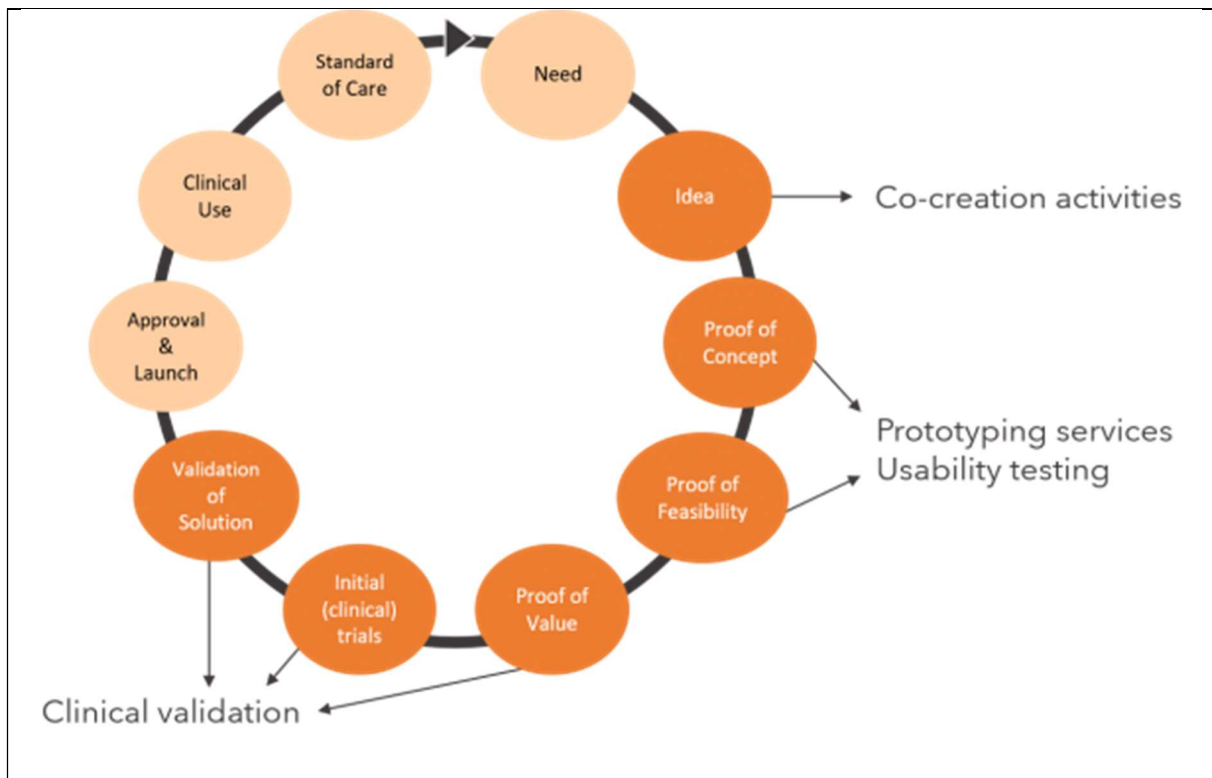 Standard
of Care
Need
Clinical
Use
Idea
Co-creation activities
Approval
&
Launch
Proof of
Concept
Prototyping services
Usability testing
Validation
of
Solution
Proof of
Feasibility
Initial
(clinical)
trials
Proof of
Value
Clinical validation